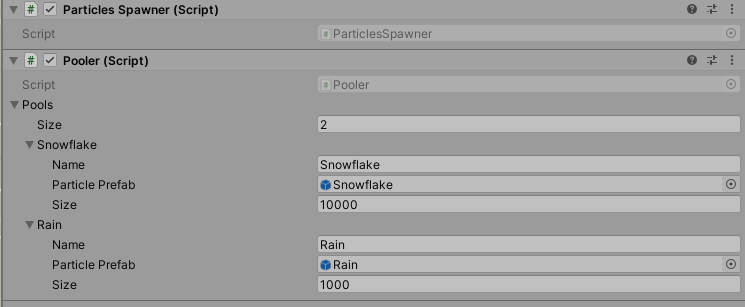 Particles Spawner (Script)
Script ParticlesSpawner
Pooler (Script)
Script Pooler
Pools
Size 2
Snowflake
Name Snowflake
Particle Prefab Snowflake
Size 10000
Rain
Name Rain
Particle Prefab Rain
Size 1000